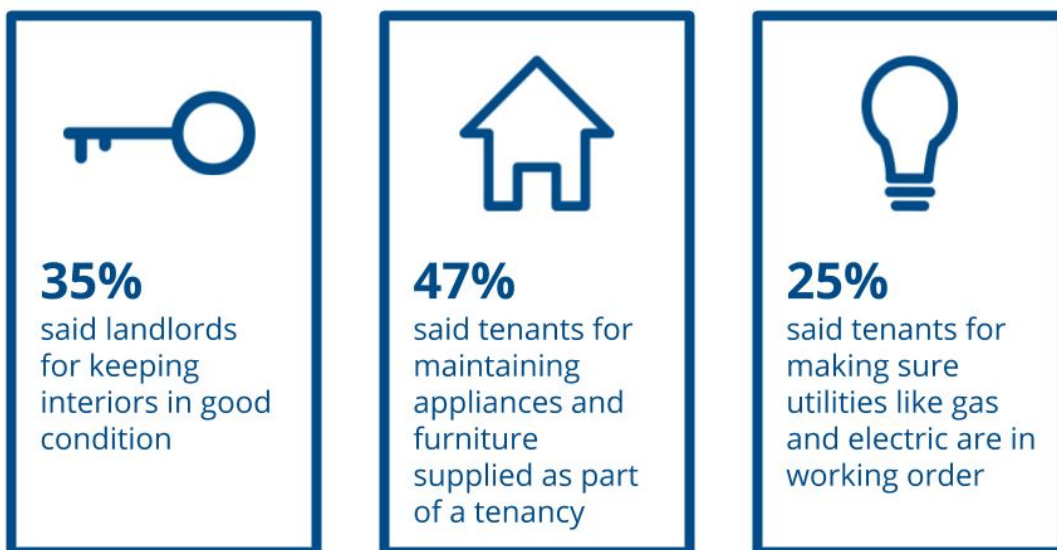 35%
said landlords
for keeping
interiors in good
condition
47%
said tenants for
maintaining
appliances and
furniture
supplied as part
of a tenancy
25%
said tenants for
making sure
utilities like gas
and electric are in
working order